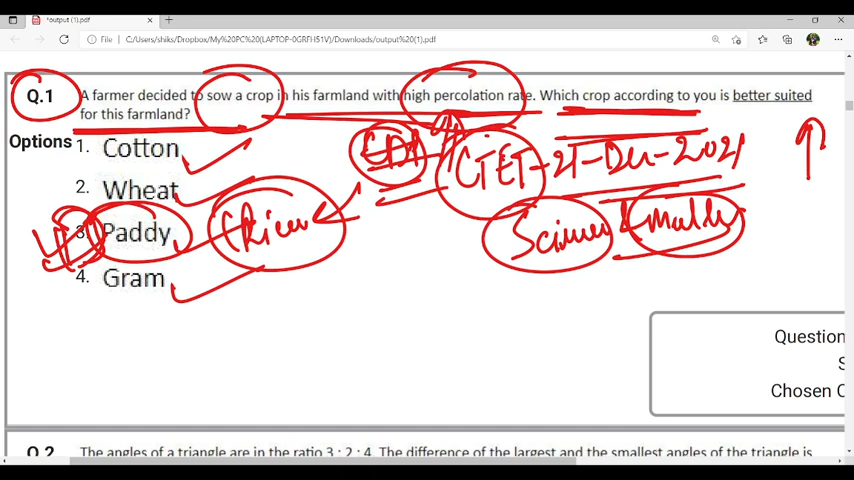 *output (1).pdf
File | C:/Users/shiks/Dropbox/My%20PC%20(LAPTOP-0GRFH51V)/Downloads/output%20(1).pdf
Q.1 A farmer decided to sow a crop in his farmland with high percolation rate. Which crop according to you is better suited
for this farmland?
Options 1. Cotton
CTET-21-Dec-2021
2. Wheat
3. Paddy
(Rice
Science
4. Gram
Question
S
Chosen O
Q.2 The angles of a triangle are in the ratio 3 : 2 : 4. The difference of the largest and the smallest angles of the triangle is